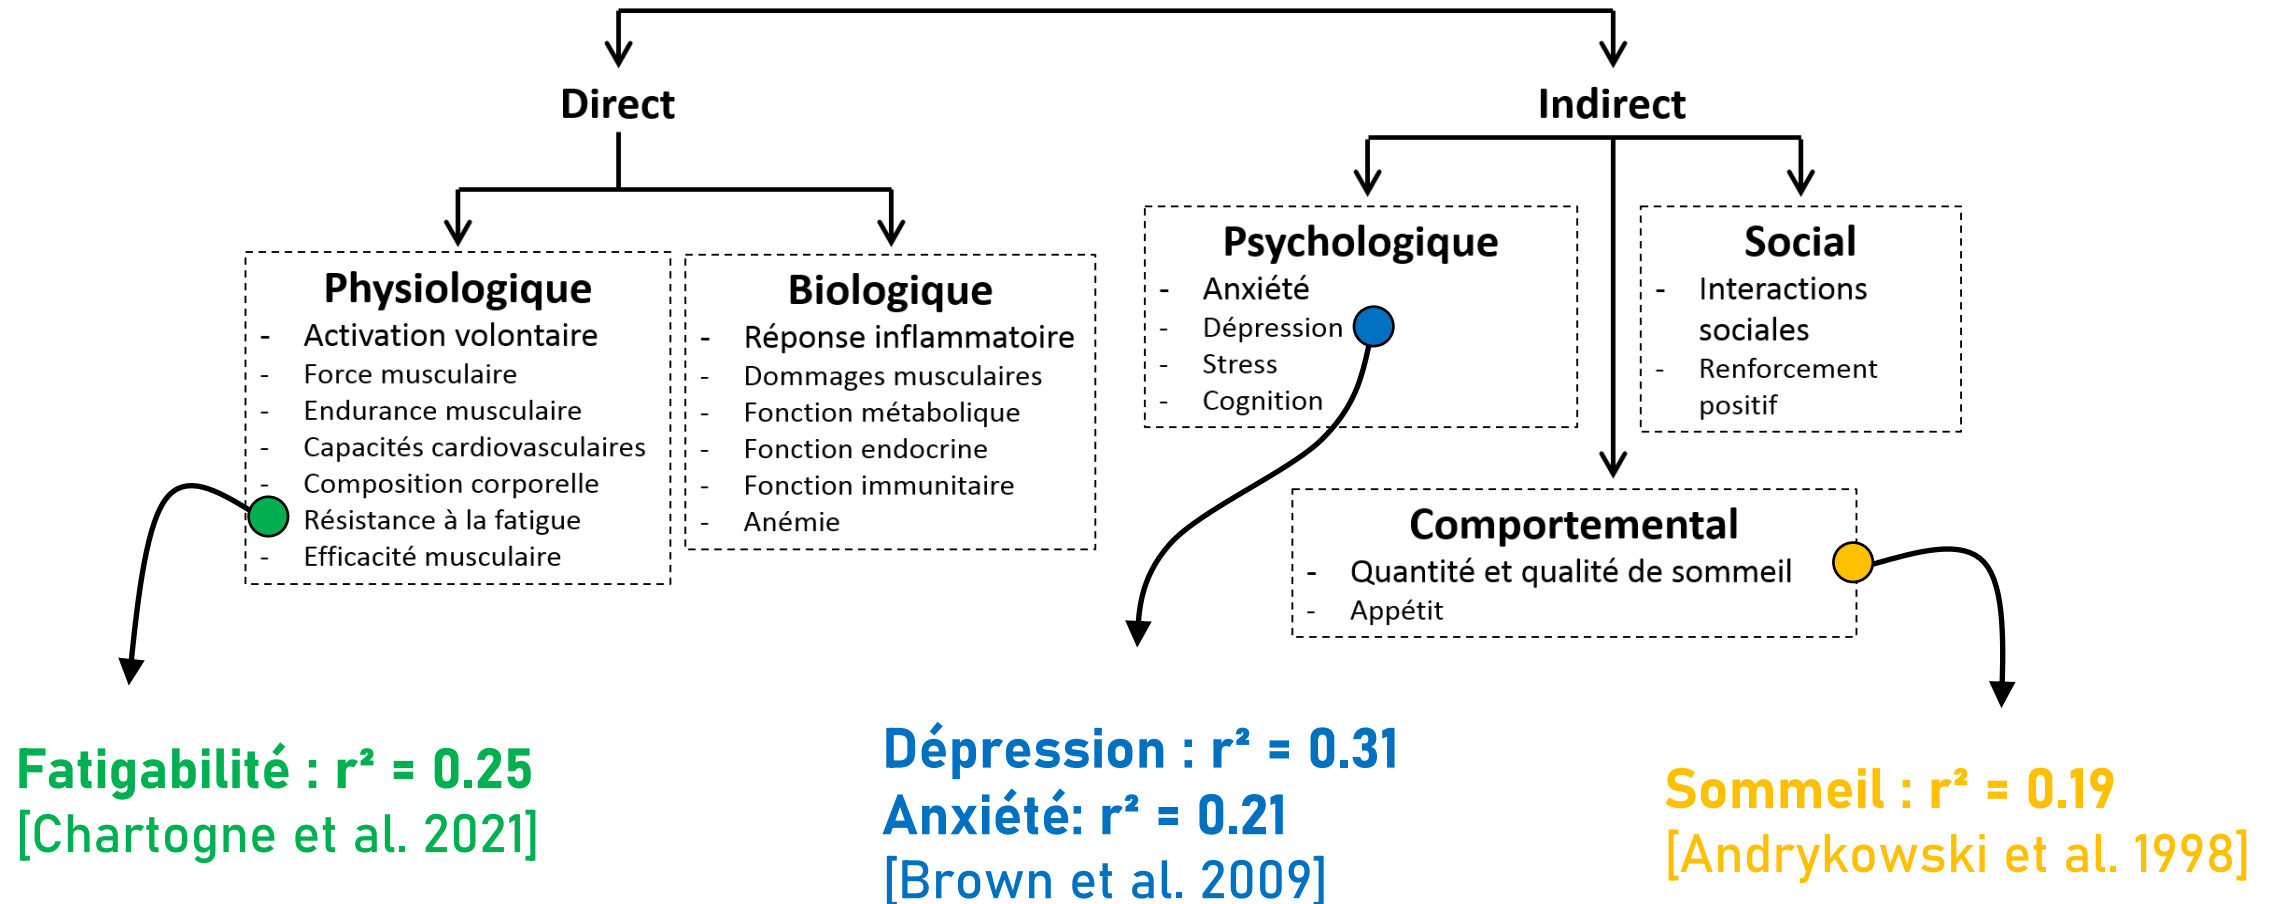 Direct
Indirect
Physiologique
- Activation volontaire
- Force musculaire
- Endurance musculaire
- Capacités cardiovasculaires
- Composition corporelle
Résistance à la fatigue
- Efficacité musculaire
Biologique
- Réponse inflammatoire
- Dommages musculaires
- Fonction métabolique
- Fonction endocrine
- Fonction immunitaire
- Anémie
Psychologique
- Anxiété
- Dépression
- Stress
- Cognition
Social
- Interactions
sociales
- Renforcement
positif
Comportemental
- Quantité et qualité de sommeil
- Appétit
Fatigabilité : r² = 0.25
[Chartogne et al. 2021]
Dépression : r² = 0.31
Anxiété: r² = 0.21
[Brown et al. 2009]
Sommeil : r² = 0.19
[Andrykowski et al. 1998]